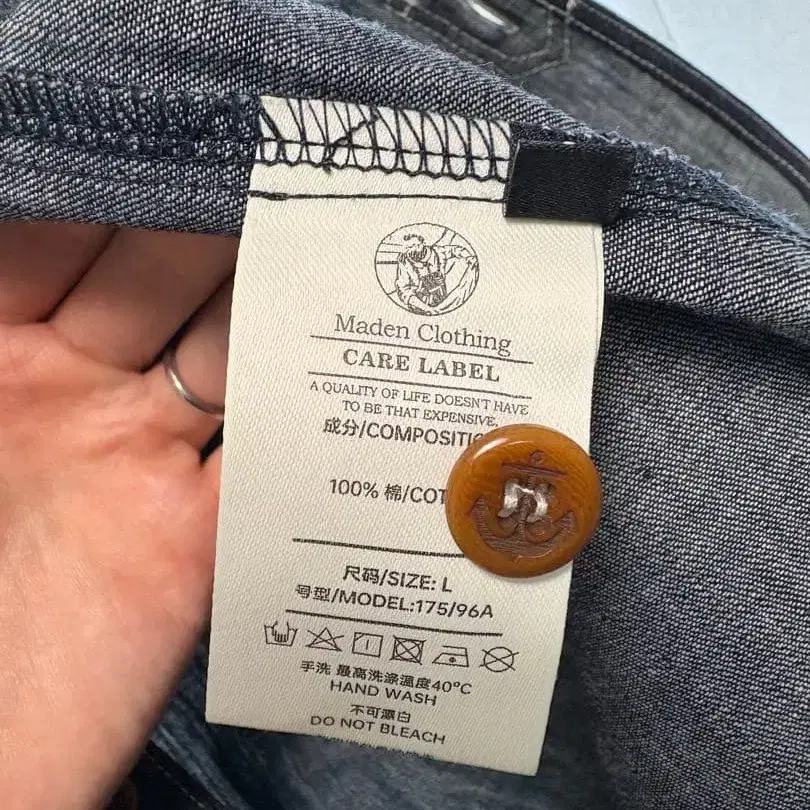 Maden Clothing
CARE LABEL
A QUALITY OF LIFE DOESN'T HAVE
TO BE THAT EXPENSIVE.
成分/COMPOSITI
100% 棉/COT
尺码/SIZE: L
号型/MODEL:175/96A
手洗 最高洗涤温度40°C
HAND WASH
不可漂白
DO NOT BLEACH